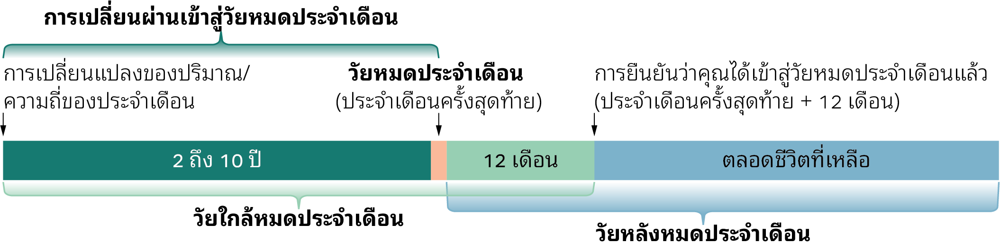 การเปลี่ยนผ่านเข้าสู่วัยหมดประจำเดือน
การเปลี่ยนแปลงของปริมาณ/
ความถี่ของประจำเดือน
วัยหมดประจำเดือน
(ประจำเดือนครั้งสุดท้าย)
การยืนยันว่าคุณได้เข้าสู่วัยหมดประจำเดือนแล้ว
(ประจำเดือนครั้งสุดท้าย + 12 เดือน)
2 ถึง 10 ปี
12 เดือน
ตลอดชีวิตที่เหลือ
วัยใกล้หมดประจำเดือน
วัยหลังหมดประจำเดือน